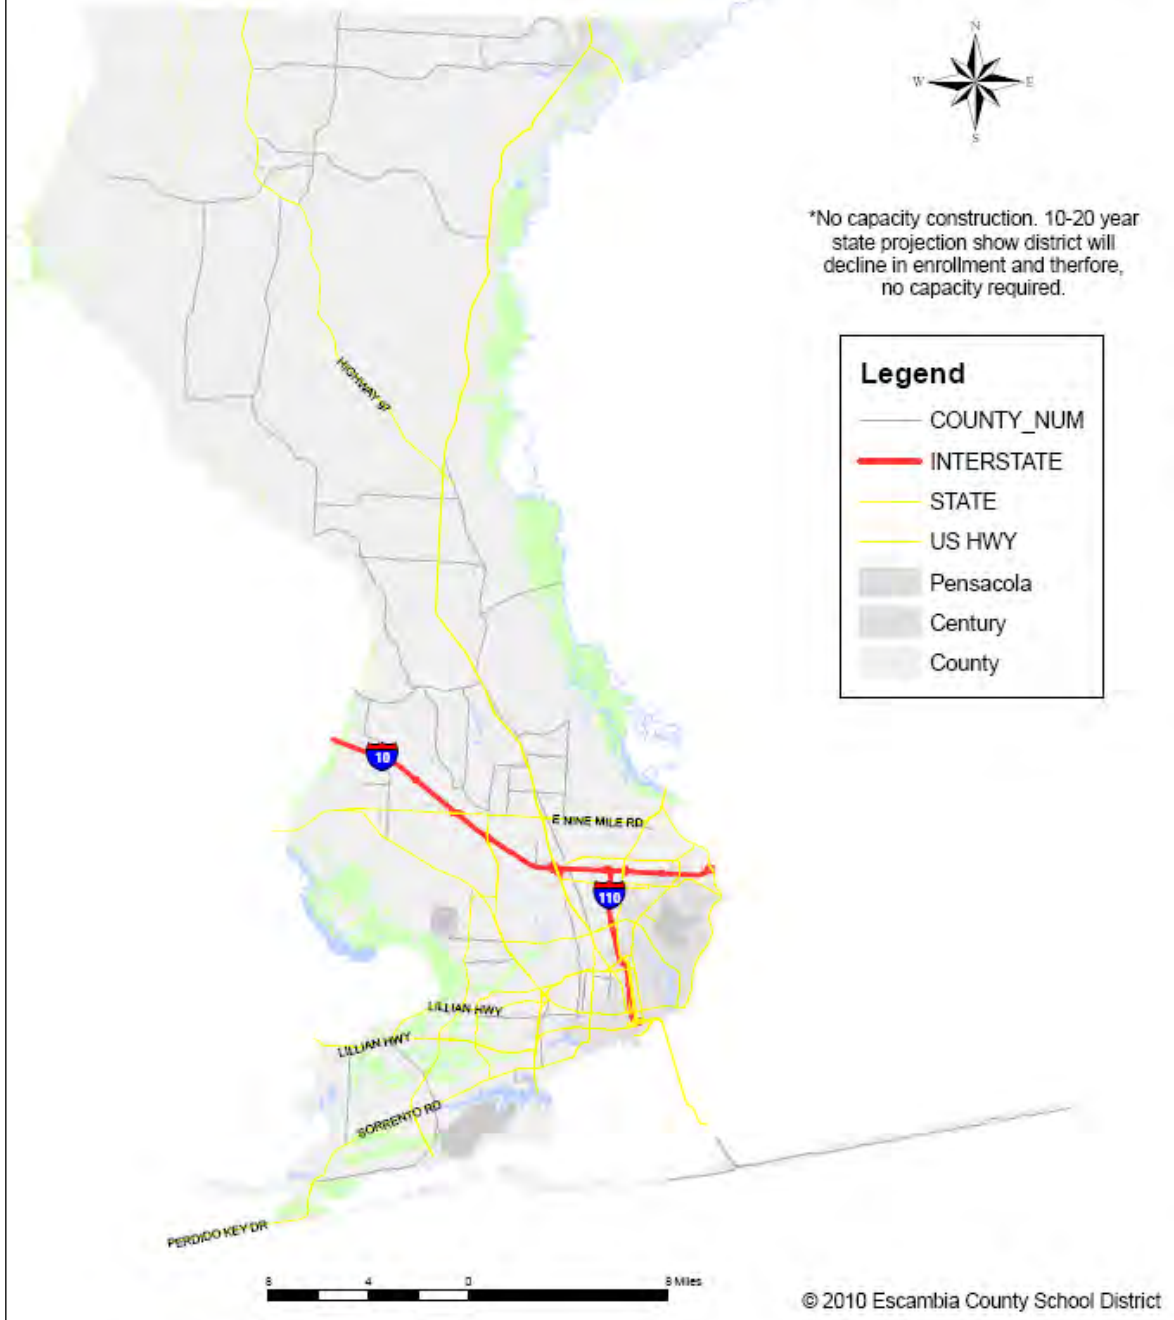 N
W
E
S
*No capacity construction. 10-20 year
state projection show district will
decline in enrollment and therfore,
no capacity required.
Legend
COUNTY_NUM
INTERSTATE
STATE
US HWY
Pensacola
Century
County
HIGHWAY 97
10
E NINE MILE RD
110
LILLIAN HWY
LILLIAN HWY
SORRENTO RD
PERDIDO KEY DR
8 4 0 8 Miles
© 2010 Escambia County School District